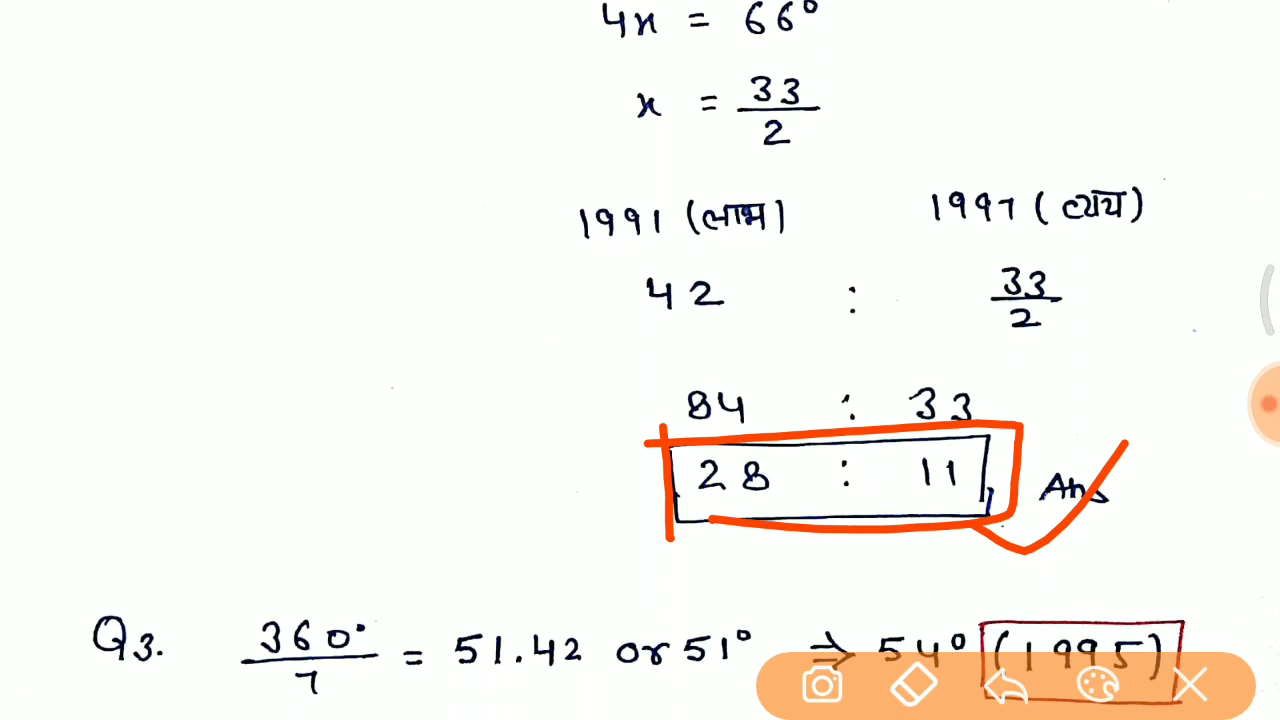 4x = 66°
x = 33/2
1991 (लाभ) 1997 (व्यय)
42 : 33/2
84 : 33
28 : 11 Ans
Q3. 360°/7 = 51.42 or 51° ⇒ 54° (1995)